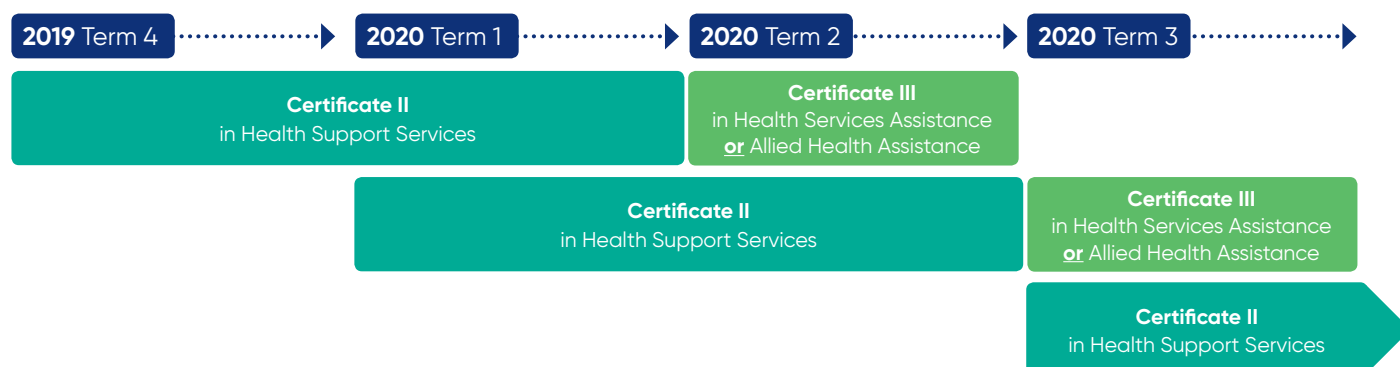 2019 Term 4
2020 Term 1
2020 Term 2
2020 Term 3
Certificate II
in Health Support Services
Certificate III
in Health Services Assistance
or Allied Health Assistance
Certificate II
in Health Support Services
Certificate III
in Health Services Assistance
or Allied Health Assistance
Certificate II
in Health Support Services